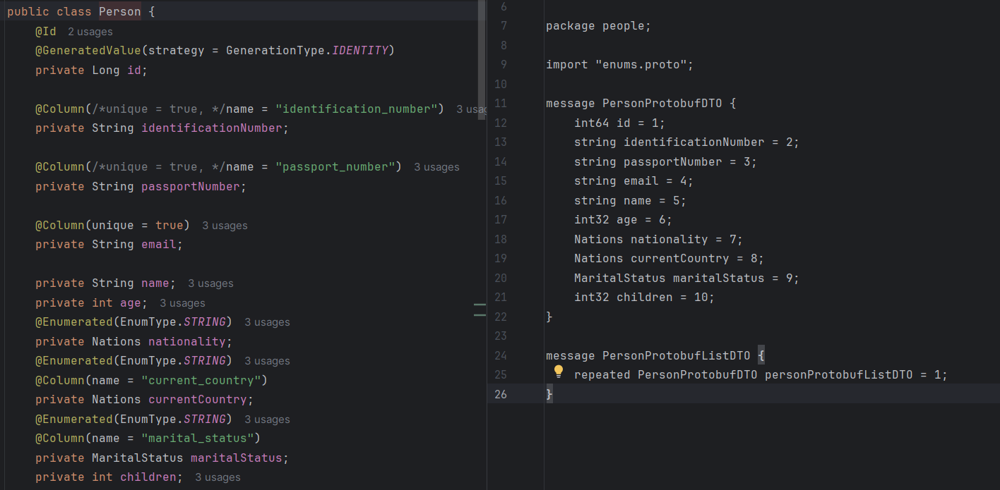 public class Person {
@Id 2 usages
@GeneratedValue(strategy = GenerationType.IDENTITY)
private Long id;
@Column(/*unique = true, */name = "identification_number") 3 usag
private String identificationNumber;
@Column(/*unique = true, */name = "passport_number") 3 usages
private String passportNumber;
@Column(unique = true) 3 usages
private String email;
private String name; 3 usages
private int age; 3 usages
@Enumerated(EnumType.STRING) 3 usages
private Nations nationality;
@Enumerated(EnumType.STRING) 3 usages
@Column(name = "current_country")
private Nations currentCountry;
@Enumerated(EnumType.STRING) 3 usages
@Column(name = "marital_status")
private MaritalStatus maritalStatus;
private int children; 3 usages
6
7 package people;
8
9 import "enums.proto";
10
11 message PersonProtobufDTO {
12 int64 id = 1;
13 string identificationNumber = 2;
14 string passportNumber = 3;
15 string email = 4;
16 string name = 5;
17 int32 age = 6;
18 Nations nationality = 7;
19 Nations currentCountry = 8;
20 MaritalStatus maritalStatus = 9;
21 int32 children = 10;
22 }
23
24 message PersonProtobufListDTO {
25 repeated PersonProtobufDTO personProtobufListDTO = 1;
26 }